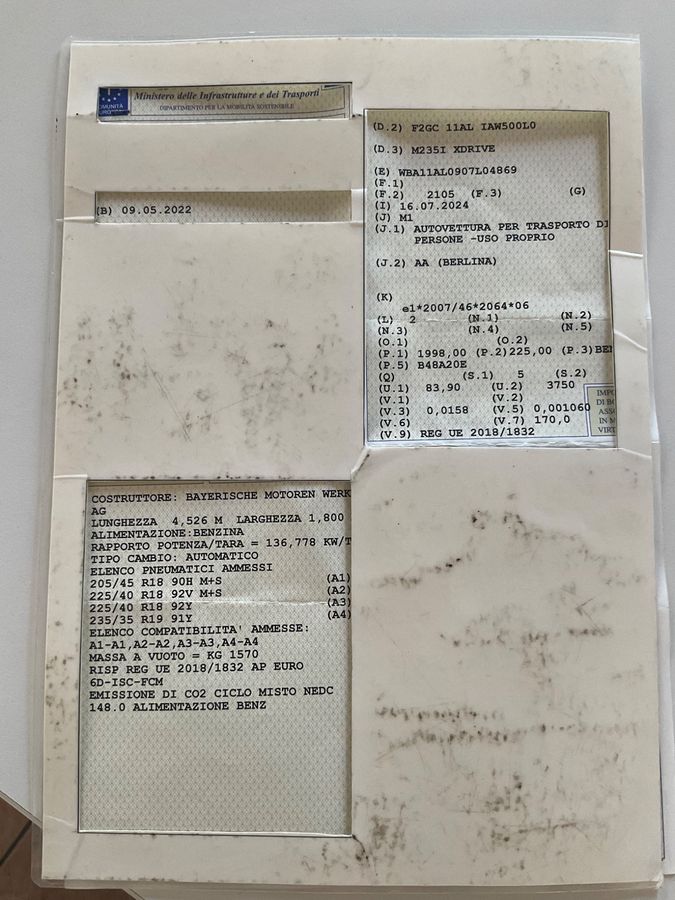 Ministero delle Infrastrutture e dei Trasporti
DIPARTIMENTO PER LA MOBILITÀ SOSTENIBILE
(B) 09.05.2022
(D.2) F2GC 11AL IAW500L0
(D.3) M235I XDRIVE
(E) WBA11AL0907L04869
(F.1)
(F.2) 2105 (F.3) (G)
(I) 16.07.2024
(J) M1
(J.1) AUTOVETTURA PER TRASPORTO DI
PERSONE -USO PROPRIO
(J.2) AA (BERLINA)
(K)
e1*2007/46*2064*06
(L) 2 (N.1) (N.2)
(N.3) (N.4) (N.5)
(O.1) (O.2)
(P.1) 1998,00 (P.2)225,00 (P.3)BEN
(P.5) B48A20E
(Q) (S.1) 5 (S.2)
(U.1) 83,90 (U.2) 3750
(V.1) (V.2)
(V.3) 0,0158 (V.5) 0,001060
(V.6) (V.7) 170,0
(V.9) REG UE 2018/1832
IMPO
DI BO
ASS
IN M
VIRT
COSTRUTTORE: BAYERISCHE MOTOREN WERK
AG
LUNGHEZZA 4,526 M LARGHEZZA 1,800
ALIMENTAZIONE:BENZINA
RAPPORTO POTENZA/TARA = 136,778 KW/T
TIPO CAMBIO: AUTOMATICO
ELENCO PNEUMATICI AMMESSI
205/45 R18 90H M+S (A1)
225/40 R18 92V M+S (A2)
225/40 R18 92Y (A3)
235/35 R19 91Y (A4)
ELENCO COMPATIBILITA' AMMESSE:
A1-A1,A2-A2,A3-A3,A4-A4
MASSA A VUOTO = KG 1570
RISP REG UE 2018/1832 AP EURO
6D-ISC-FCM
EMISSIONE DI CO2 CICLO MISTO NEDC
148.0 ALIMENTAZIONE BENZ